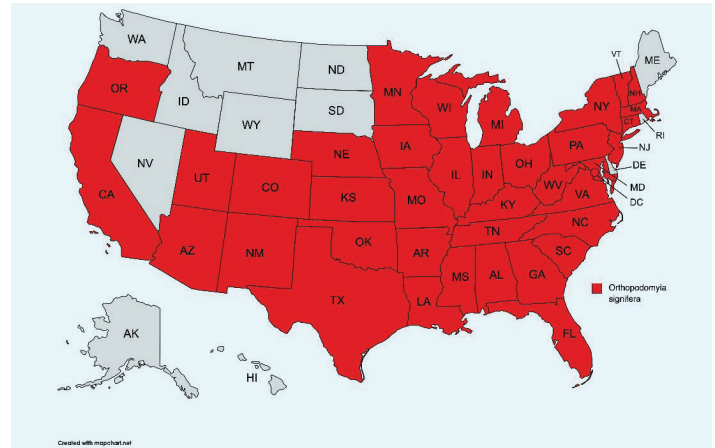 WA
VT
ME
MT
ND
OR
MN
ID
NH
SD
WI
NY
MA
WY
MI
CT
RI
IA
PA
NJ
NE
NV
OH
DE
IL
IN
UT
CO
WV
MD
CA
KS
MO
VA
DC
KY
NC
TN
OK
AZ
NM
AR
SC
MS
AL
GA
Orthopodomyia
signifera
TX
LA
FL
AK
HI
Created with mapchart.net